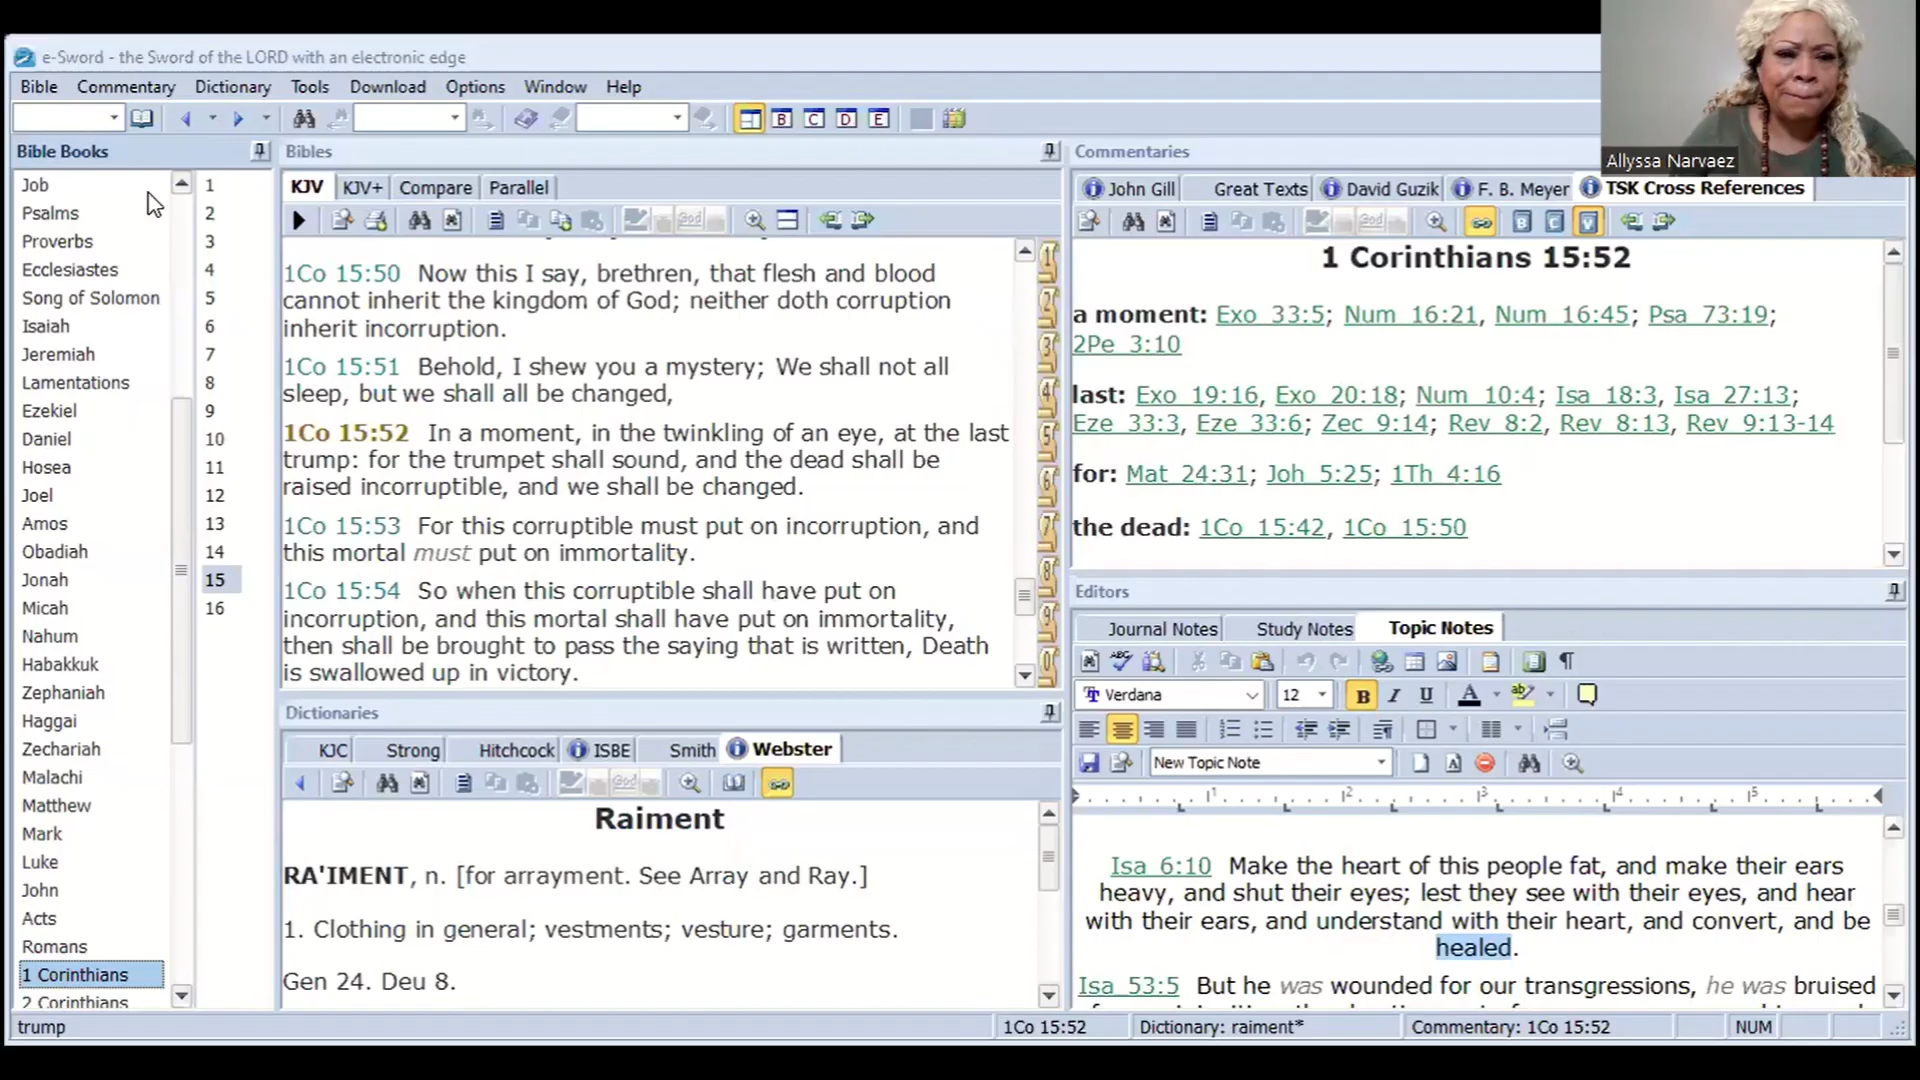 e-Sword - the Sword of the LORD with an electronic edge
Bible Commentary Dictionary Tools Download Options Window Help
B C D E
Bible Books
Job
Psalms
Proverbs
Ecclesiastes
Song of Solomon
Isaiah
Jeremiah
Lamentations
Ezekiel
Daniel
Hosea
Joel
Amos
Obadiah
Jonah
Micah
Nahum
Habakkuk
Zephaniah
Haggai
Zechariah
Malachi
Matthew
Mark
Luke
John
Acts
Romans
1 Corinthians
2 Corinthians
1
2
3
4
5
6
7
8
9
10
11
12
13
14
15
16
Bibles
KJV KJV+ Compare Parallel
God
1Co 15:50 Now this I say, brethren, that flesh and blood
cannot inherit the kingdom of God; neither doth corruption
inherit incorruption.
1Co 15:51 Behold, I shew you a mystery; We shall not all
sleep, but we shall all be changed,
1Co 15:52 In a moment, in the twinkling of an eye, at the last
trump: for the trumpet shall sound, and the dead shall be
raised incorruptible, and we shall be changed.
1Co 15:53 For this corruptible must put on incorruption, and
this mortal must put on immortality.
1Co 15:54 So when this corruptible shall have put on
incorruption, and this mortal shall have put on immortality,
then shall be brought to pass the saying that is written, Death
is swallowed up in victory.
1
2
3
4
5
6
7
8
9
0
Dictionaries
KJC Strong Hitchcock ISBE Smith Webster
God
Raiment
RA'IMENT, n. [for arrayment. See Array and Ray.]
1. Clothing in general; vestments; vesture; garments.
Gen 24. Deu 8.
Allyssa Narvaez
Commentaries
John Gill Great Texts David Guzik F. B. Meyer TSK Cross References
God B C V
1 Corinthians 15:52
a moment: Exo 33:5; Num 16:21, Num 16:45; Psa 73:19;
2Pe 3:10
last: Exo 19:16, Exo 20:18; Num 10:4; Isa 18:3, Isa 27:13;
Eze 33:3, Eze 33:6; Zec 9:14; Rev 8:2, Rev 8:13, Rev 9:13-14
for: Mat 24:31; Joh 5:25; 1Th 4:16
the dead: 1Co 15:42, 1Co 15:50
Editors
Journal Notes Study Notes Topic Notes
ABC ¶
Verdana 12 B I U A ab
New Topic Note A
1 2 3 4 5
Isa 6:10 Make the heart of this people fat, and make their ears
heavy, and shut their eyes; lest they see with their eyes, and hear
with their ears, and understand with their heart, and convert, and be
healed.
Isa 53:5 But he was wounded for our transgressions, he was bruised
trump 1Co 15:52 Dictionary: raiment* Commentary: 1Co 15:52 NUM